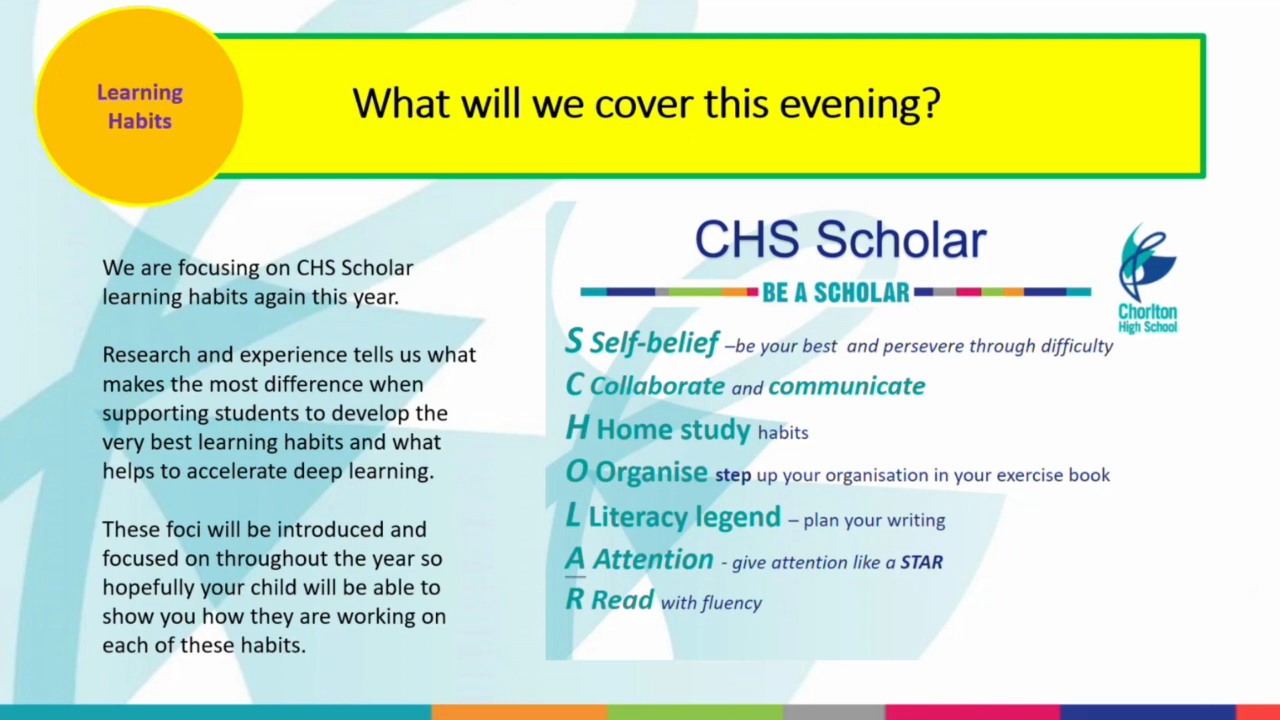 Learning
Habits
What will we cover this evening?
We are focusing on CHS Scholar
learning habits again this year.
Research and experience tells us what
makes the most difference when
supporting students to develop the
very best learning habits and what
helps to accelerate deep learning.
These foci will be introduced and
focused on throughout the year so
hopefully your child will be able to
show you how they are working on
each of these habits.
CHS Scholar
BE A SCHOLAR
Chorlton
High School
S Self-belief –be your best and persevere through difficulty
C Collaborate and communicate
H Home study habits
O Organise step up your organisation in your exercise book
L Literacy legend – plan your writing
A Attention - give attention like a STAR
R Read with fluency